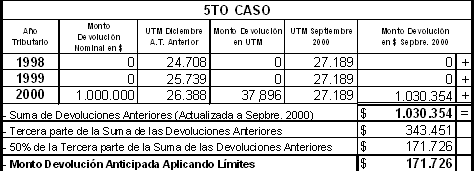 5TO CASO
Año Tributario Monto Devolución Nominal en $ UTM Diciembre A.T. Anterior Monto Devolución en UTM UTM Septiembre 2000 Monto Devolución en $ Sepbre. 2000
1998 0 24.708 0 27.189 0 +
1999 0 25.739 0 27.189 0 +
2000 1.000.000 26.388 37,896 27.189 1.030.354 +
- Suma de Devoluciones Anteriores (Actualizada a Sepbre. 2000) $ 1.030.354 =
- Tercera parte de la Suma de las Devoluciones Anteriores $ 343.451
- 50% de la Tercera parte de la Suma de las Devoluciones Anteriores $ 171.726
- Monto Devolución Anticipada Aplicando Límites $ 171.726